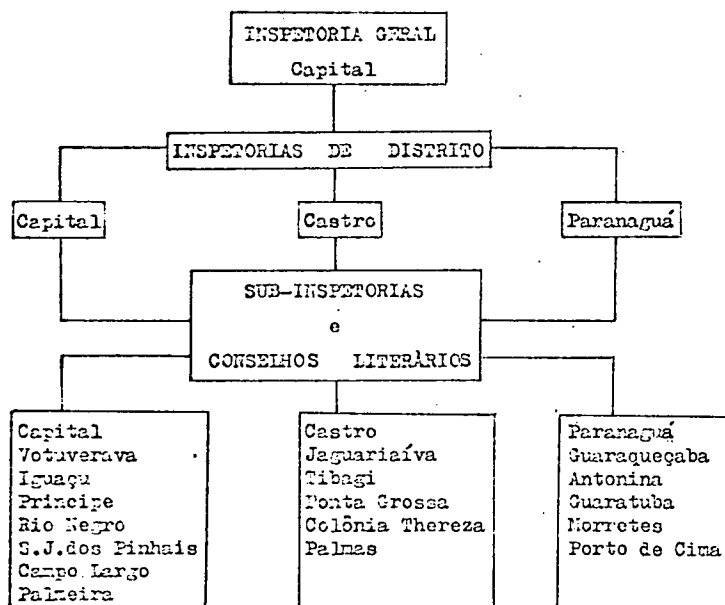 INSPETORIA GERAL
Capital
INSPETORIAS DE DISTRITO
Capital
Castro
Paranaguá
SUB-INSPETORIAS
e
CONSELHOS LITERÁRIOS
Capital
Votuverava
Iguaçu
Principe
Rio Negro
S.J.dos Pinhais
Campo Largo
Palmeira
Castro
Jaguariaíva
Tibagi
Ponta Grossa
Colônia Thereza
Palmas
Paranaguá
Guaraqueçaba
Antonina
Guaratuba
Morretes
Porto de Cima